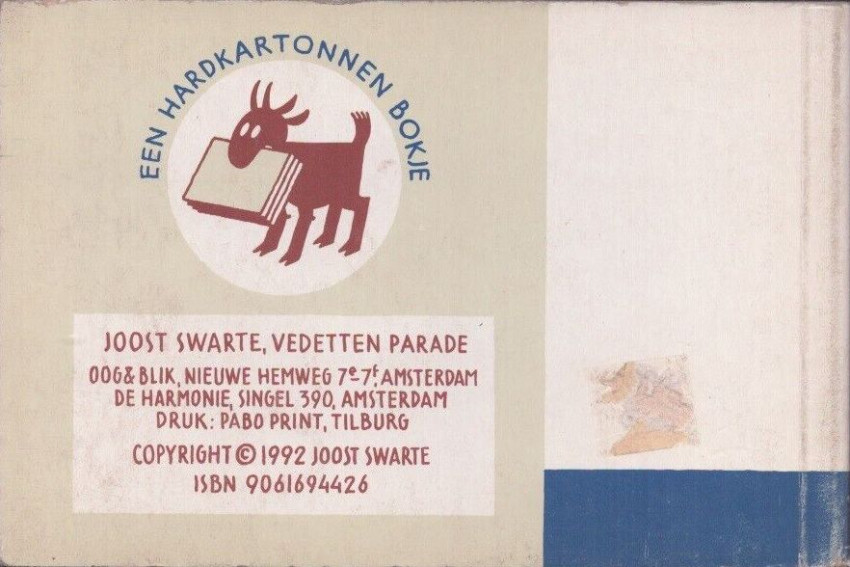 EEN HARDKARTONNEN BOKJE
JOOST SWARTE, VEDETTEN PARADE
OOG & BLIK, NIEUWE HEMWEG 7e-7f, AMSTERDAM
DE HARMONIE, SINGEL 390, AMSTERDAM
DRUK: PABO PRINT, TILBURG
COPYRIGHT © 1992 JOOST SWARTE
ISBN 9061694426